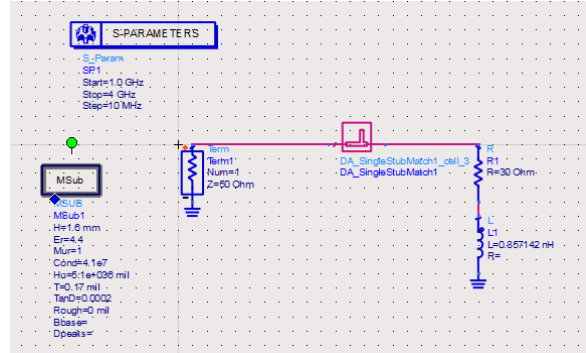 S-PARAMETERS
S_Param
SP1
Start=1.0 GHz
Stop=4 GHz
Step=10 MHz
MSub
MSUB
MSub1
H=1.6 mm
Er=4.4
Mur=1
Cond=4.1e7
Hu=5.1e+036 mil
T=0.17 mil
TanD=0.0002
Rough=0 mil
Bbase=
Dpeaks=
Term
Term1
Num=1
Z=50 Ohm
DA_SingleStubMatch1_cell_3
DA_SingleStubMatch1
R
R1
R=30 Ohm
L
L1
L=0.857142 nH
R=